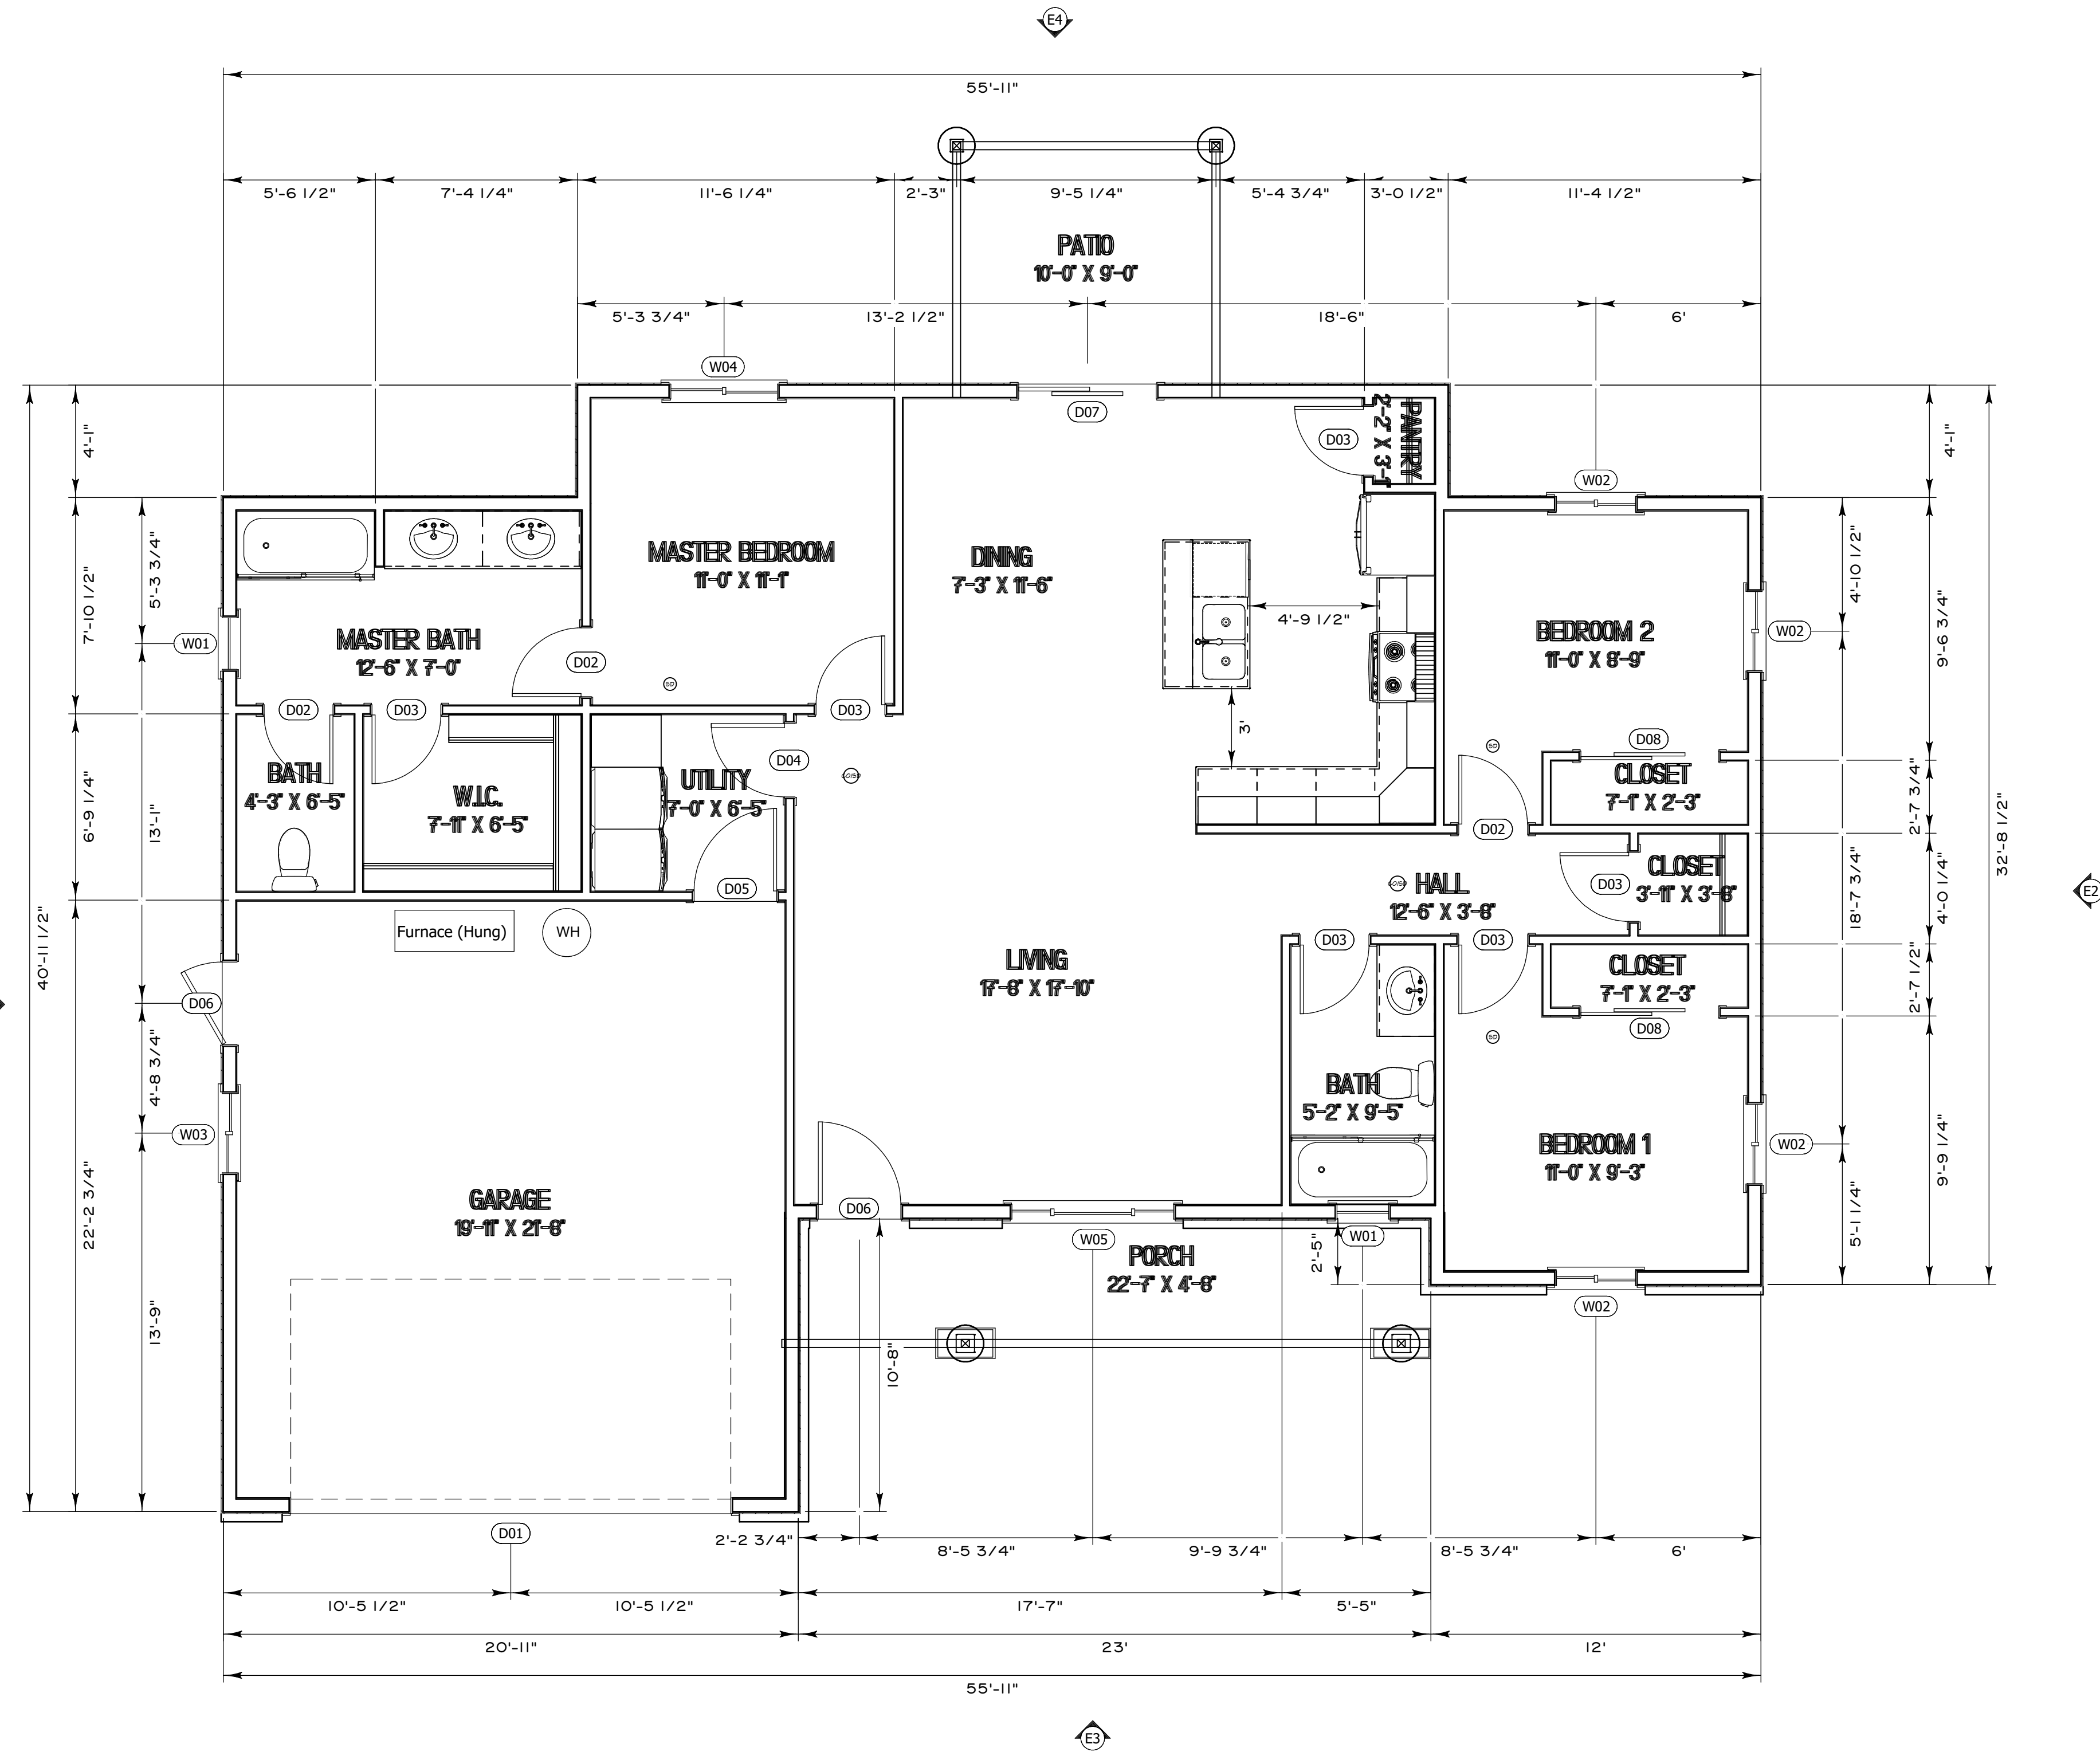 E4
55'-11"
5'-6 1/2"
7'-4 1/4"
11'-6 1/4"
2'-3"
9'-5 1/4"
5'-4 3/4"
3'-0 1/2"
11'-4 1/2"
PATIO
10'-0" X 9'-0"
5'-3 3/4"
13'-2 1/2"
18'-6"
6'
W04
D07
D03
PANTRY
2'-2" X 3'-1"
W02
4'-1"
4'-1"
MASTER BEDROOM
11'-0" X 11'-1"
DINING
7'-3" X 11'-6"
4'-9 1/2"
3'
BEDROOM 2
11'-0" X 8'-9"
W02
4'-10 1/2"
9'-6 3/4"
7'-10 1/2"
5'-3 3/4"
W01
MASTER BATH
12'-6" X 7'-0"
D02
SD
D02
D03
D03
D04
CO/SD
SD
D08
CLOSET
7'-1" X 2'-3"
2'-7 3/4"
BATH
4'-3" X 6'-5"
W.I.C.
7'-11" X 6'-5"
UTILITY
7'-0" X 6'-5"
6'-9 1/4"
13'-1"
D05
D02
CO/SD
HALL
12'-6" X 3'-8"
D03
CLOSET
3'-11" X 3'-8"
18'-7 3/4"
4'-0 1/4"
32'-8 1/2"
E2
40'-11 1/2"
Furnace (Hung)
WH
D03
D03
LIVING
17'-8" X 17'-10"
CLOSET
7'-1" X 2'-3"
2'-7 1/2"
D06
D08
SD
4'-8 3/4"
W03
BATH
5'-2" X 9'-5"
BEDROOM 1
11'-0" X 9'-3"
W02
9'-9 1/4"
5'-1 1/4"
22'-2 3/4"
13'-9"
GARAGE
19'-11" X 21'-8"
D06
W05
W01
2'-5"
PORCH
22'-7" X 4'-8"
W02
10'-8"
D01
2'-2 3/4"
8'-5 3/4"
9'-9 3/4"
8'-5 3/4"
6'
10'-5 1/2"
10'-5 1/2"
17'-7"
5'-5"
20'-11"
23'
12'
55'-11"
E3